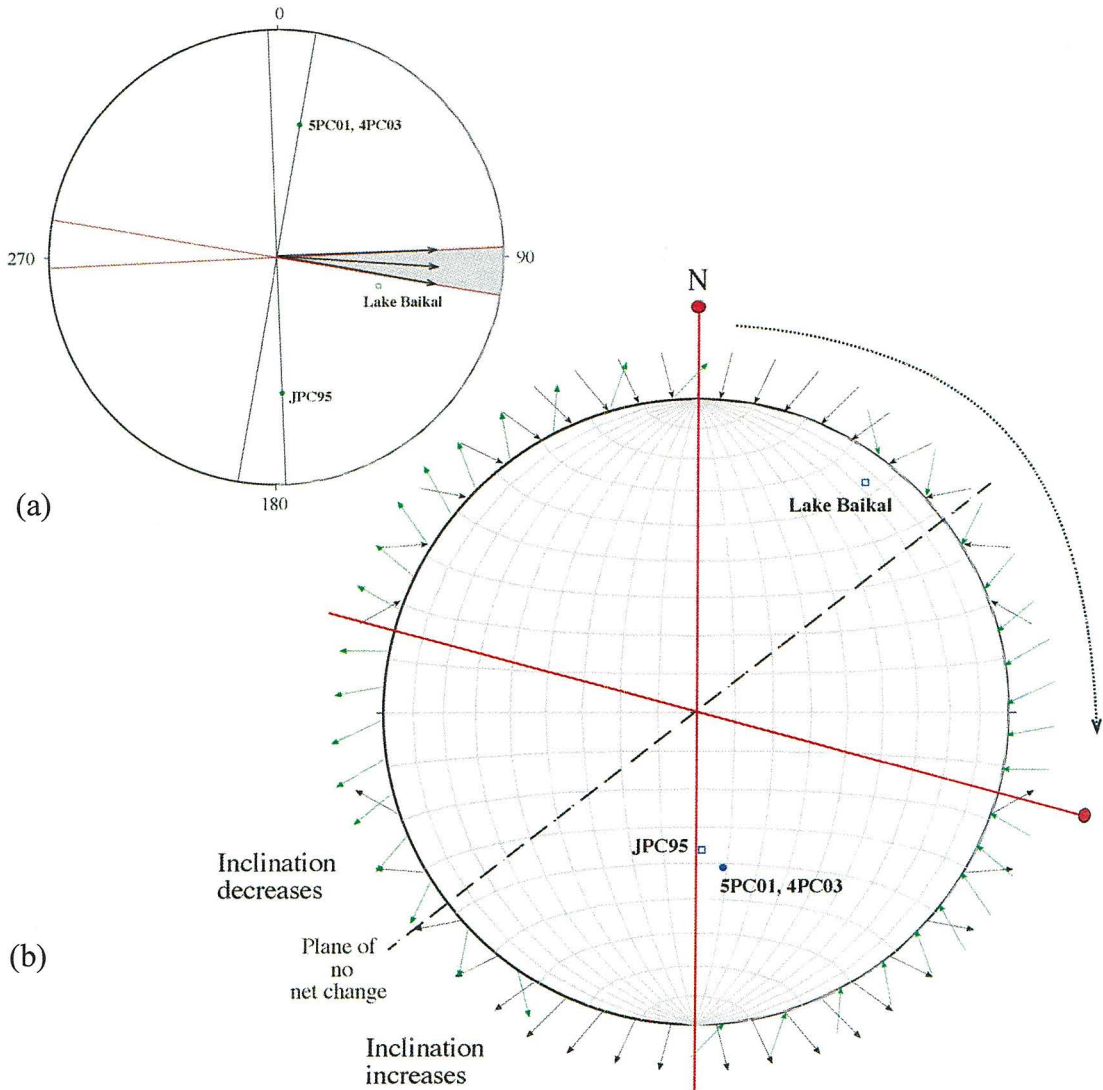 0
5PC01, 4PC03
270
90
Lake Baikal
JPC95
180
(a)
N
Lake Baikal
JPC95
5PC01, 4PC03
Inclination
decreases
Plane of
no
net change
(b)
Inclination
increases